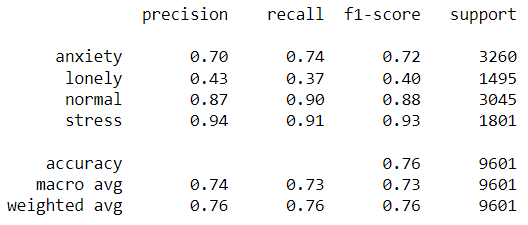 precision recall f1-score support
anxiety 0.70 0.74 0.72 3260
lonely 0.43 0.37 0.40 1495
normal 0.87 0.90 0.88 3045
stress 0.94 0.91 0.93 1801
accuracy 0.76 9601
macro avg 0.74 0.73 0.73 9601
weighted avg 0.76 0.76 0.76 9601